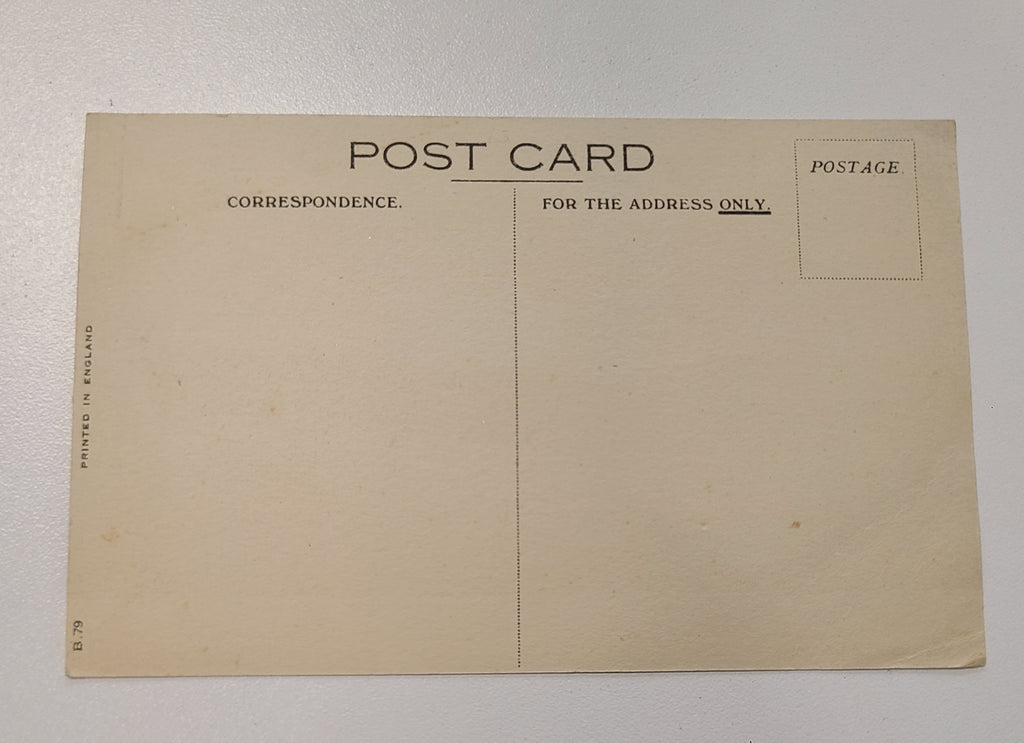 POST CARD
CORRESPONDENCE.
FOR THE ADDRESS ONLY.
POSTAGE.
PRINTED IN ENGLAND
B.79